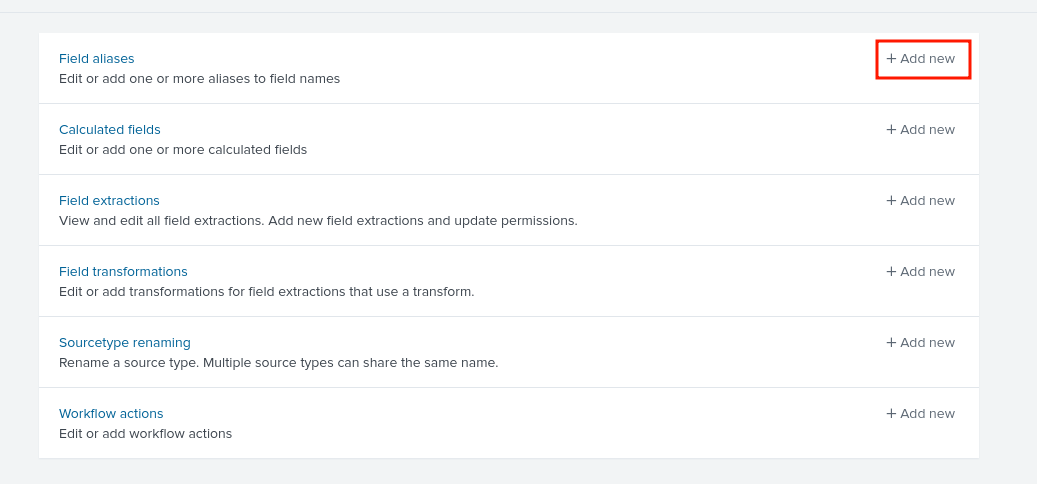 Field aliases
+ Add new
Edit or add one or more aliases to field names
Calculated fields
+ Add new
Edit or add one or more calculated fields
Field extractions
+ Add new
View and edit all field extractions. Add new field extractions and update permissions.
Field transformations
+ Add new
Edit or add transformations for field extractions that use a transform.
Sourcetype renaming
+ Add new
Rename a source type. Multiple source types can share the same name.
Workflow actions
+ Add new
Edit or add workflow actions